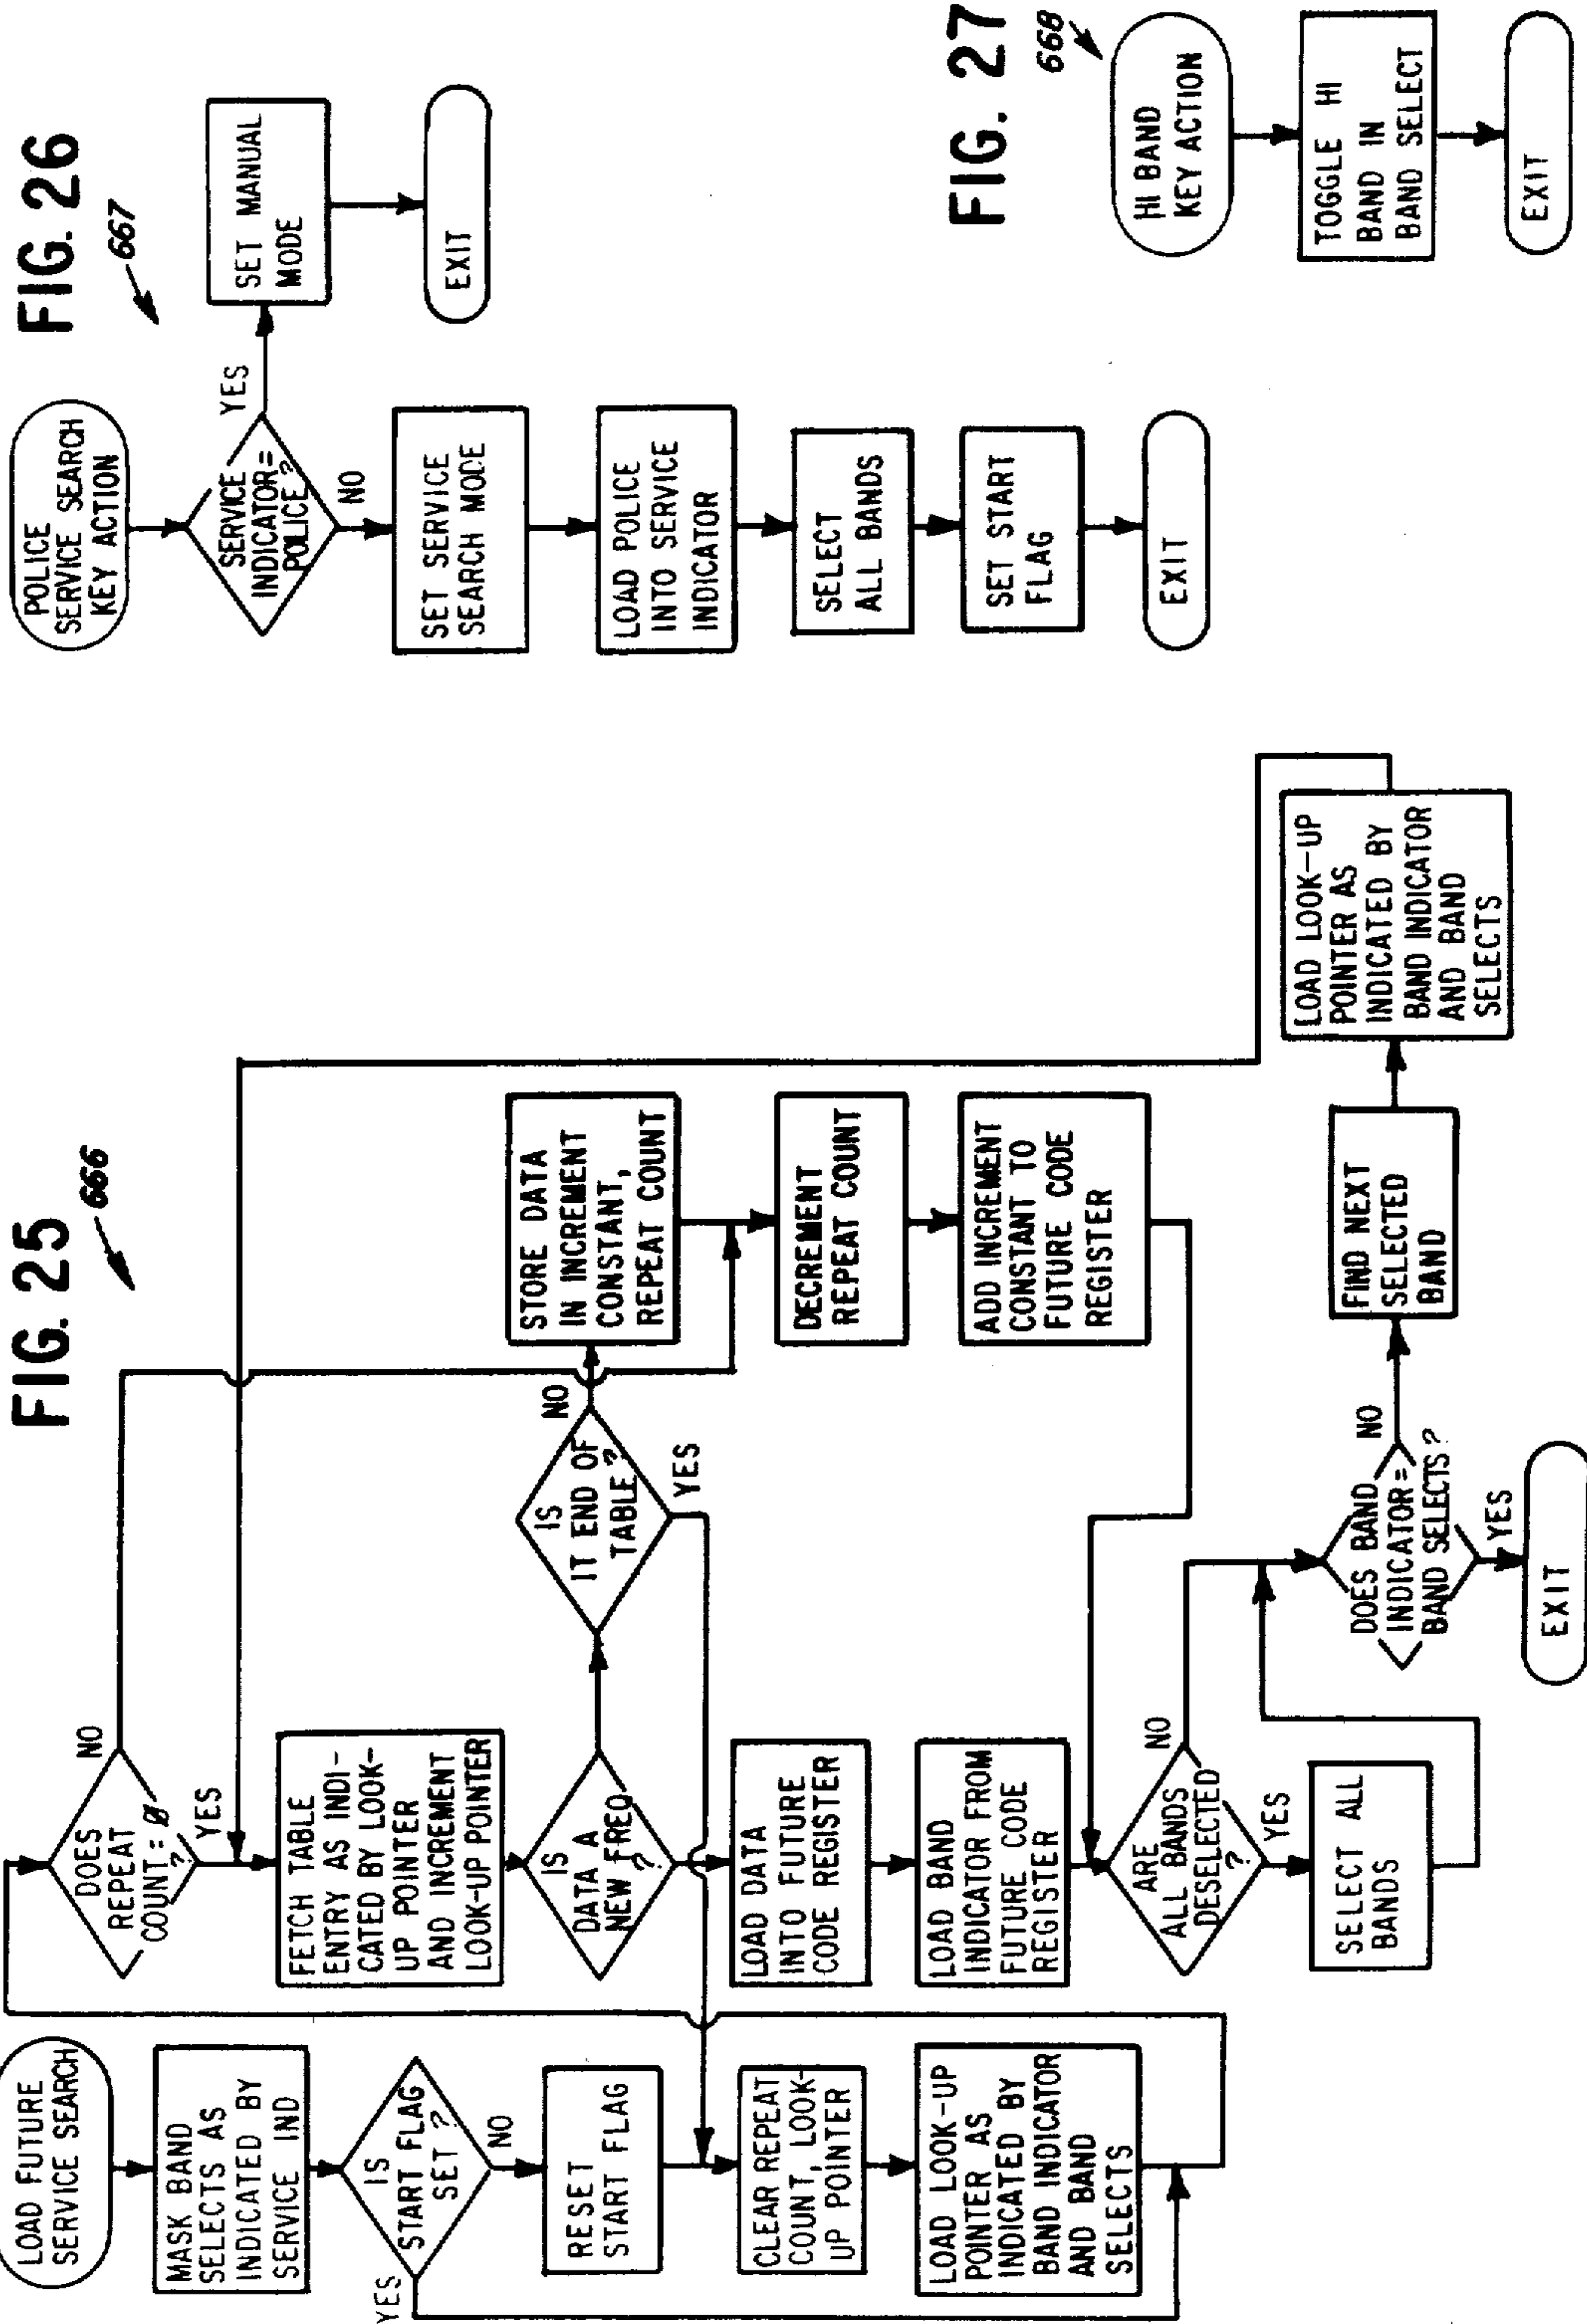 FIG. 25
666
LOAD FUTURE
SERVICE SEARCH
MASK BAND
SELECTS AS
INDICATED BY
SERVICE IND
IS
START FLAG
SET ?
YES
NO
RESET
START FLAG
CLEAR REPEAT
COUNT, LOOK-
UP POINTER
LOAD LOOK-UP
POINTER AS
INDICATED BY
BAND INDICATOR
AND BAND
SELECTS
DOES
REPEAT
COUNT = Ø
?
NO
YES
FETCH TABLE
ENTRY AS INDI-
CATED BY LOOK-
UP POINTER
AND INCREMENT
LOOK-UP POINTER
IS
DATA A
NEW FREQ
?
LOAD DATA
INTO FUTURE
CODE REGISTER
LOAD BAND
INDICATOR FROM
FUTURE CODE
REGISTER
ARE
ALL BANDS
DESELECTED
?
NO
YES
SELECT ALL
BANDS
IS
IT END OF
TABLE ?
NO
YES
STORE DATA
IN INCREMENT
CONSTANT,
REPEAT COUNT
DECREMENT
REPEAT COUNT
ADD INCREMENT
CONSTANT TO
FUTURE CODE
REGISTER
DOES BAND
INDICATOR =
BAND SELECTS ?
NO
YES
EXIT
FIND NEXT
SELECTED
BAND
LOAD LOOK-UP
POINTER AS
INDICATED BY
BAND INDICATOR
AND BAND
SELECTS
FIG. 26
667
POLICE
SERVICE SEARCH
KEY ACTION
SERVICE
INDICATOR =
POLICE ?
YES
NO
SET MANUAL
MODE
EXIT
SET SERVICE
SEARCH MODE
LOAD POLICE
INTO SERVICE
INDICATOR
SELECT
ALL BANDS
SET START
FLAG
EXIT
FIG. 27
668
HI BAND
KEY ACTION
TOGGLE HI
BAND IN
BAND SELECT
EXIT